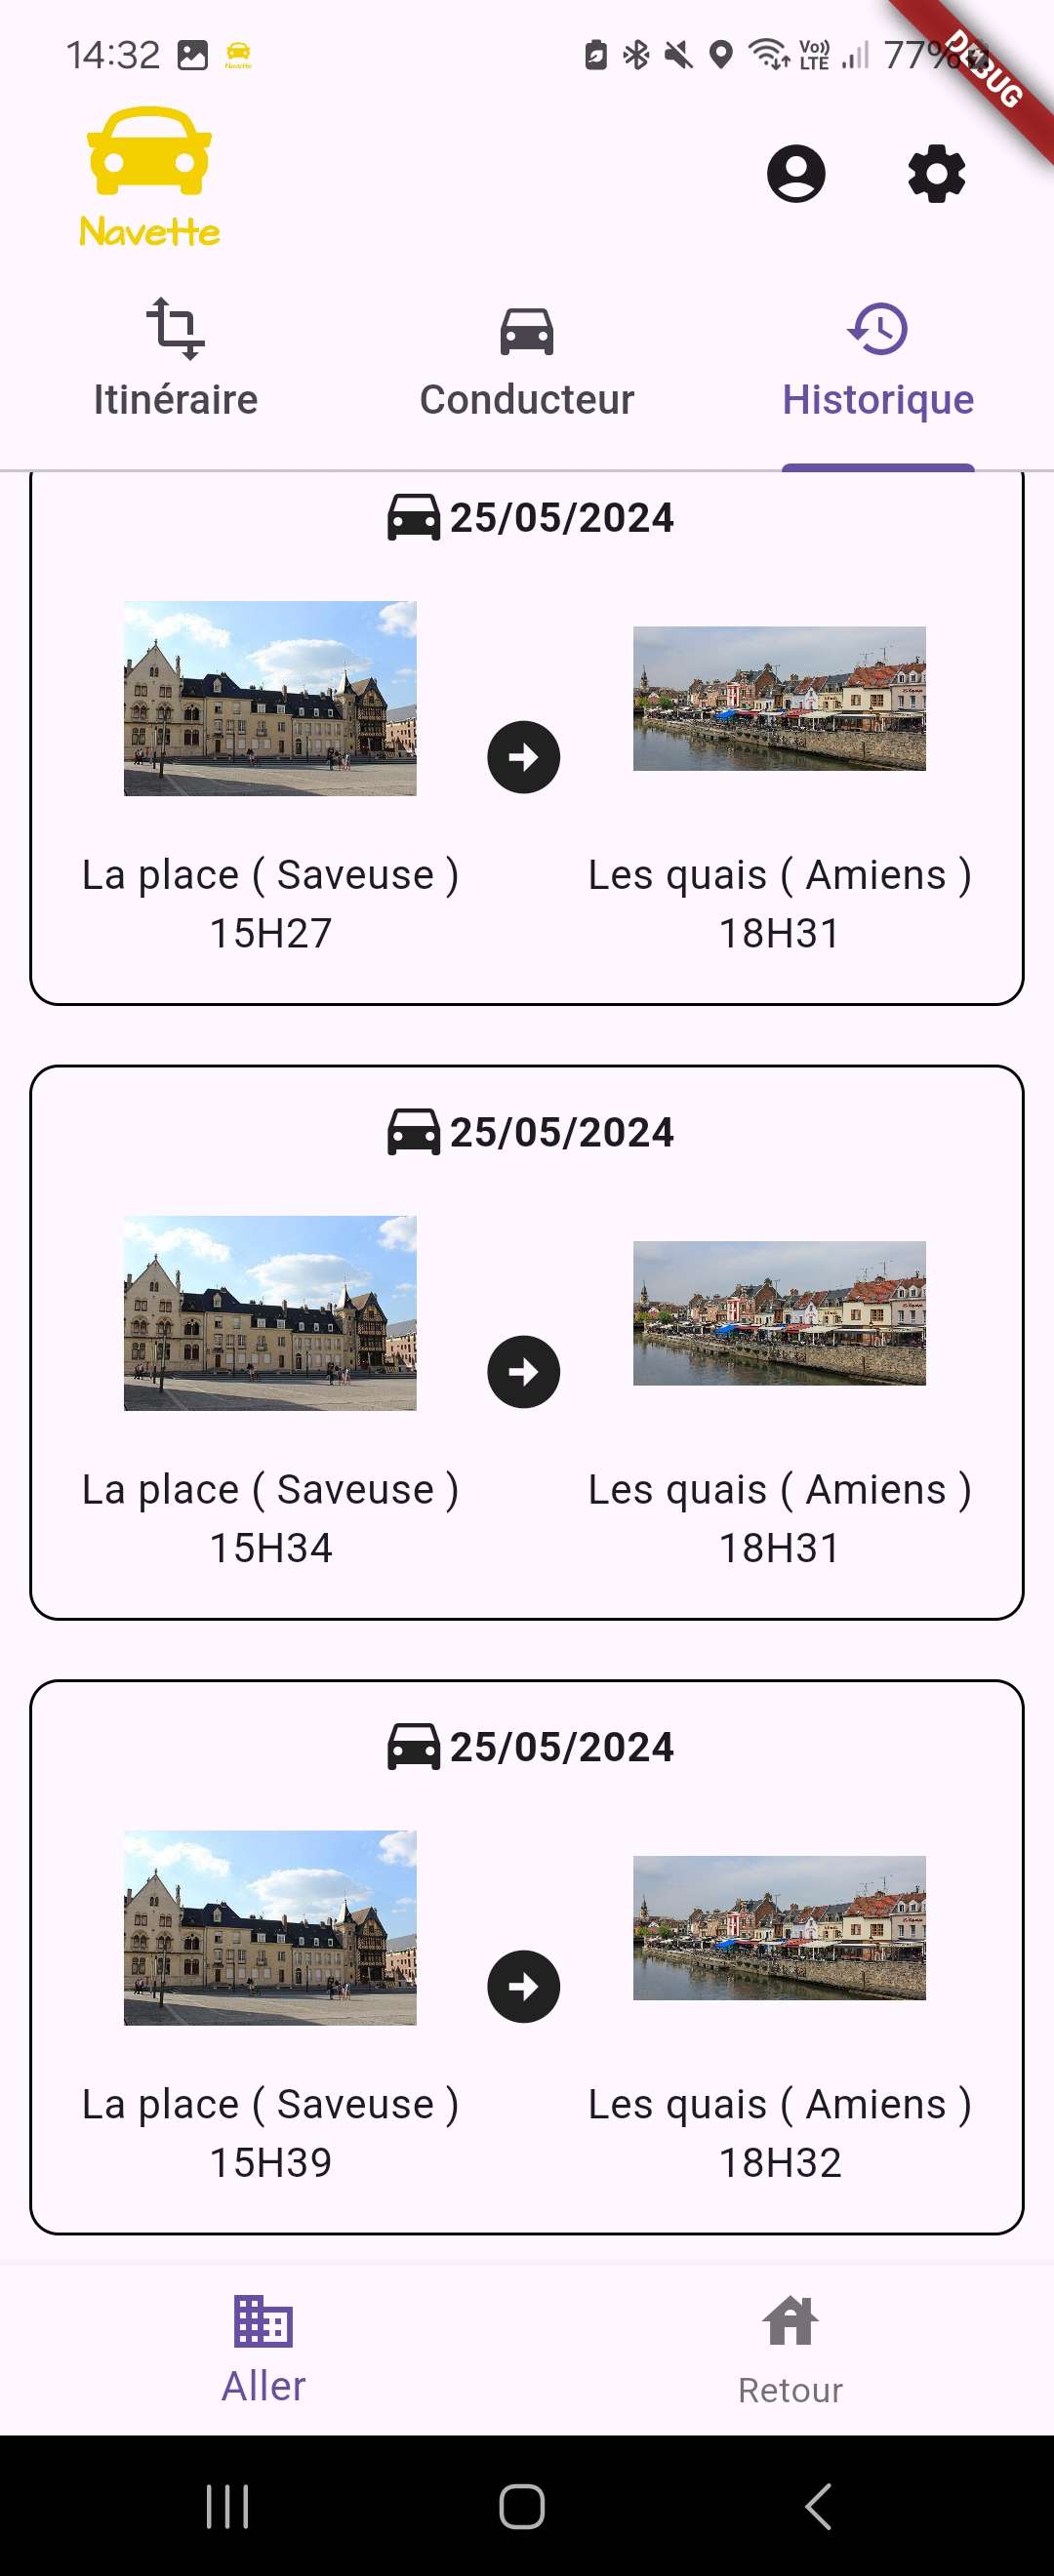 14:32
Navette
Vo))
LTE
77%
DEBUG
Navette
Itinéraire
Conducteur
Historique
25/05/2024
La place ( Saveuse )
Les quais ( Amiens )
15H27
18H31
25/05/2024
La place ( Saveuse )
Les quais ( Amiens )
15H34
18H31
25/05/2024
La place ( Saveuse )
Les quais ( Amiens )
15H39
18H32
Aller
Retour